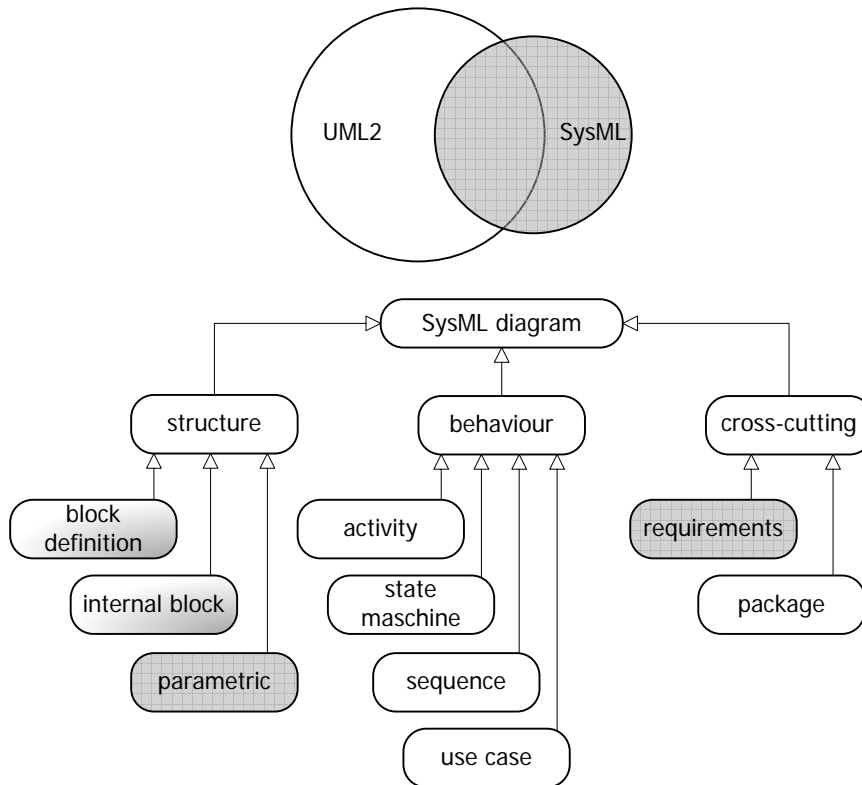 UML2
SysML
SysML diagram
structure
behaviour
cross-cutting
block
definition
activity
requirements
internal block
state
maschine
package
parametric
sequence
use case